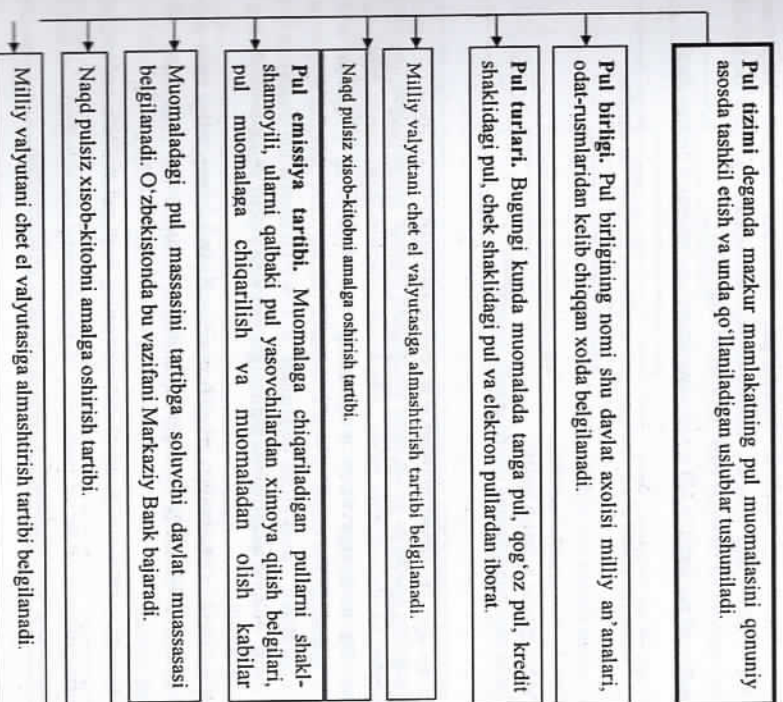 Pul tizimi deganda mazkur mamlakatning pul muomalasini qonuniy
asosda tashkil etish va unda qo‘llaniladigan uslublar tushuniladi.
Pul birligi. Pul birligining nomi shu davlat axolisi milliy an’analari,
odat-rusmlaridan kelib chiqqan xolda belgilanadi.
Pul turlari. Bugungi kunda muomalada tanga pul, qog‘oz pul, kredit
shaklidagi pul, chek shaklidagi pul va elektron pullardan iborat.
Milliy valyutani chet el valyutasiga almashtirish tartibi belgilanadi.
Naqd pulsiz xisob-kitobni amalga oshirish tartibi.
Pul emissiya tartibi. Muomalaga chiqariladigan pullarni shakl-
shamoyili, ularni qalbaki pul yasovchilardan ximoya qilish belgilari,
pul muomalaga chiqarilish va muomaladan olish kabilar
Muomaladagi pul massasini tartibga soluvchi davlat muassasasi
belgilanadi. O‘zbekistonda bu vazifani Markaziy Bank bajaradi.
Naqd pulsiz xisob-kitobni amalga oshirish tartibi.
Milliy valyutani chet el valyutasiga almashtirish tartibi belgilanadi.